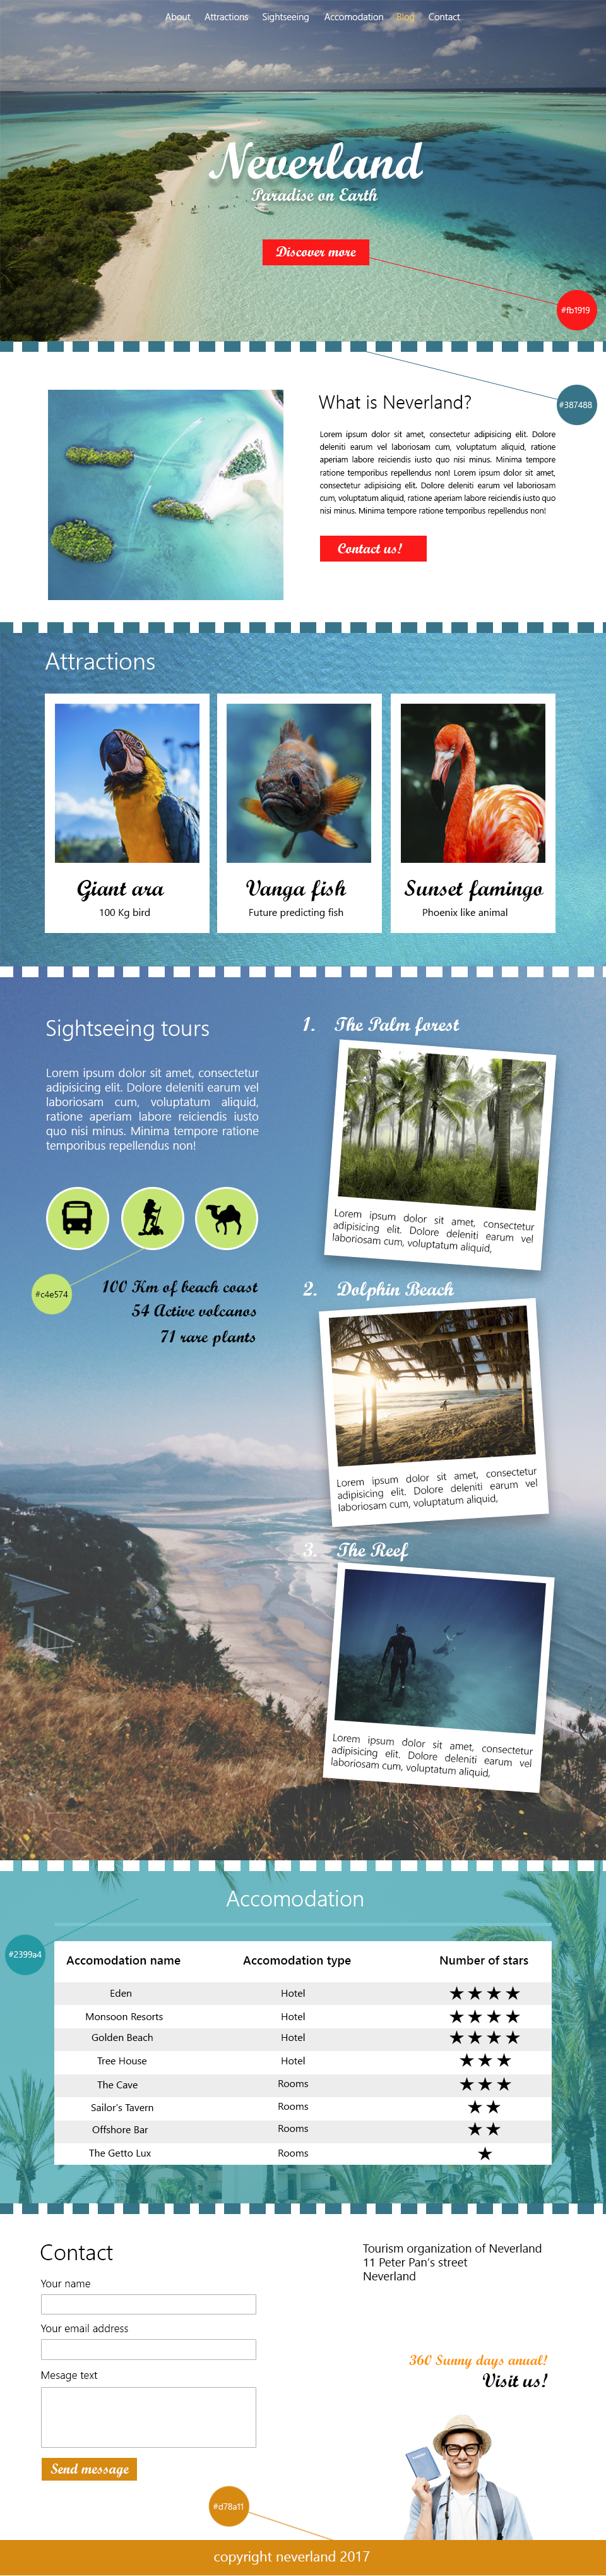 About Attractions Sightseeing Accomodation Blog Contact
Neverland
Paradise on Earth
Discover more
#fb1919
#387488
What is Neverland?
Lorem ipsum dolor sit amet, consectetur adipisicing elit. Dolore
deleniti earum vel laboriosam cum, voluptatum aliquid, ratione
aperiam labore reiciendis iusto quo nisi minus. Minima tempore
ratione temporibus repellendus non! Lorem ipsum dolor sit amet,
consectetur adipisicing elit. Dolore deleniti earum vel laboriosam
cum, voluptatum aliquid, ratione aperiam labore reiciendis iusto quo
nisi minus. Minima tempore ratione temporibus repellendus non!
Contact us!
Attractions
Giant ara
100 Kg bird
Vanga fish
Future predicting fish
Sunset famingo
Phoenix like animal
Sightseeing tours
Lorem ipsum dolor sit amet, consectetur
adipisicing elit. Dolore deleniti earum vel
laboriosam cum, voluptatum aliquid,
ratione aperiam labore reiciendis iusto
quo nisi minus. Minima tempore ratione
temporibus repellendus non!
#c4e574
100 Km of beach coast
54 Active volcanos
71 rare plants
1. The Palm forest
Lorem ipsum dolor sit amet, consectetur
adipisicing elit. Dolore deleniti earum vel
laboriosam cum, voluptatum aliquid,
2. Dolphin Beach
Lorem ipsum dolor sit amet, consectetur
adipisicing elit. Dolore deleniti earum vel
laboriosam cum, voluptatum aliquid,
3. The Reef
Lorem ipsum dolor sit amet, consectetur
adipisicing elit. Dolore deleniti earum vel
laboriosam cum, voluptatum aliquid,
Accomodation
#2399a4
Accomodation name Accomodation type Number of stars
Eden Hotel ★★★★
Monsoon Resorts Hotel ★★★★
Golden Beach Hotel ★★★★
Tree House Hotel ★★★
The Cave Rooms ★★★
Sailor's Tavern Rooms ★★
Offshore Bar Rooms ★★
The Getto Lux Rooms ★
Contact
Your name
Your email address
Mesage text
Send message
Tourism organization of Neverland
11 Peter Pan's street
Neverland
360 Sunny days anual!
Visit us!
#d78a11
copyright neverland 2017